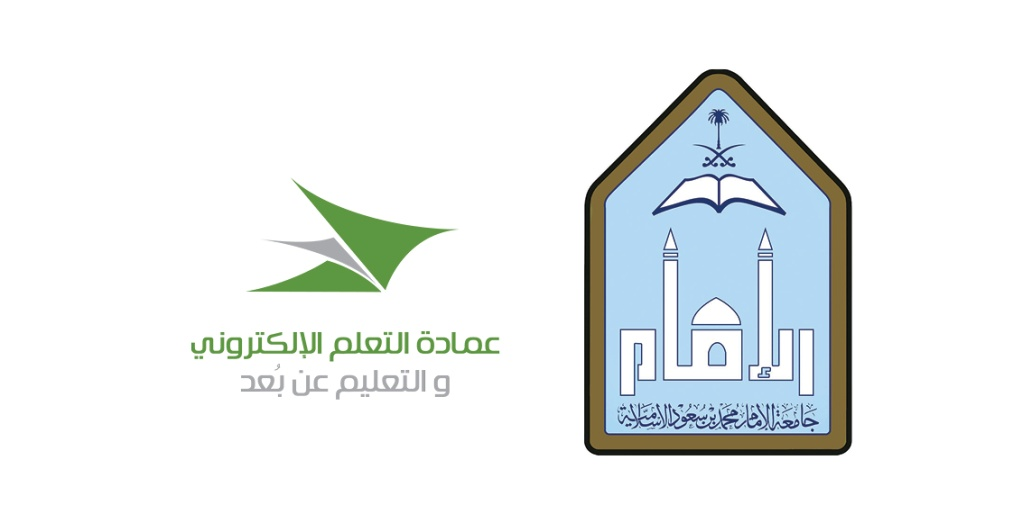 الإمام
جامعة الإمام محمد بن سعود الإسلامية
عمادة التعلم الإلكتروني
و التعليم عن بُعد